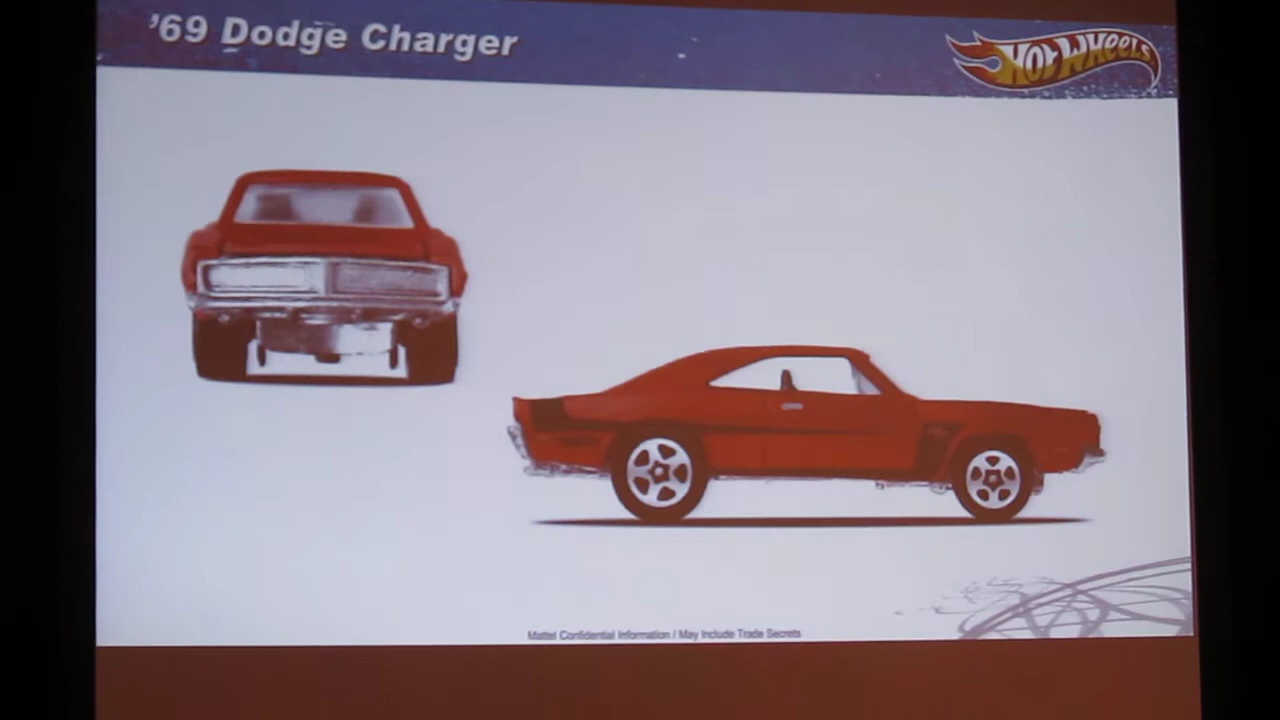 '69 Dodge Charger
HOT WHEELS
Mattel Confidential Information / May Include Trade Secrets